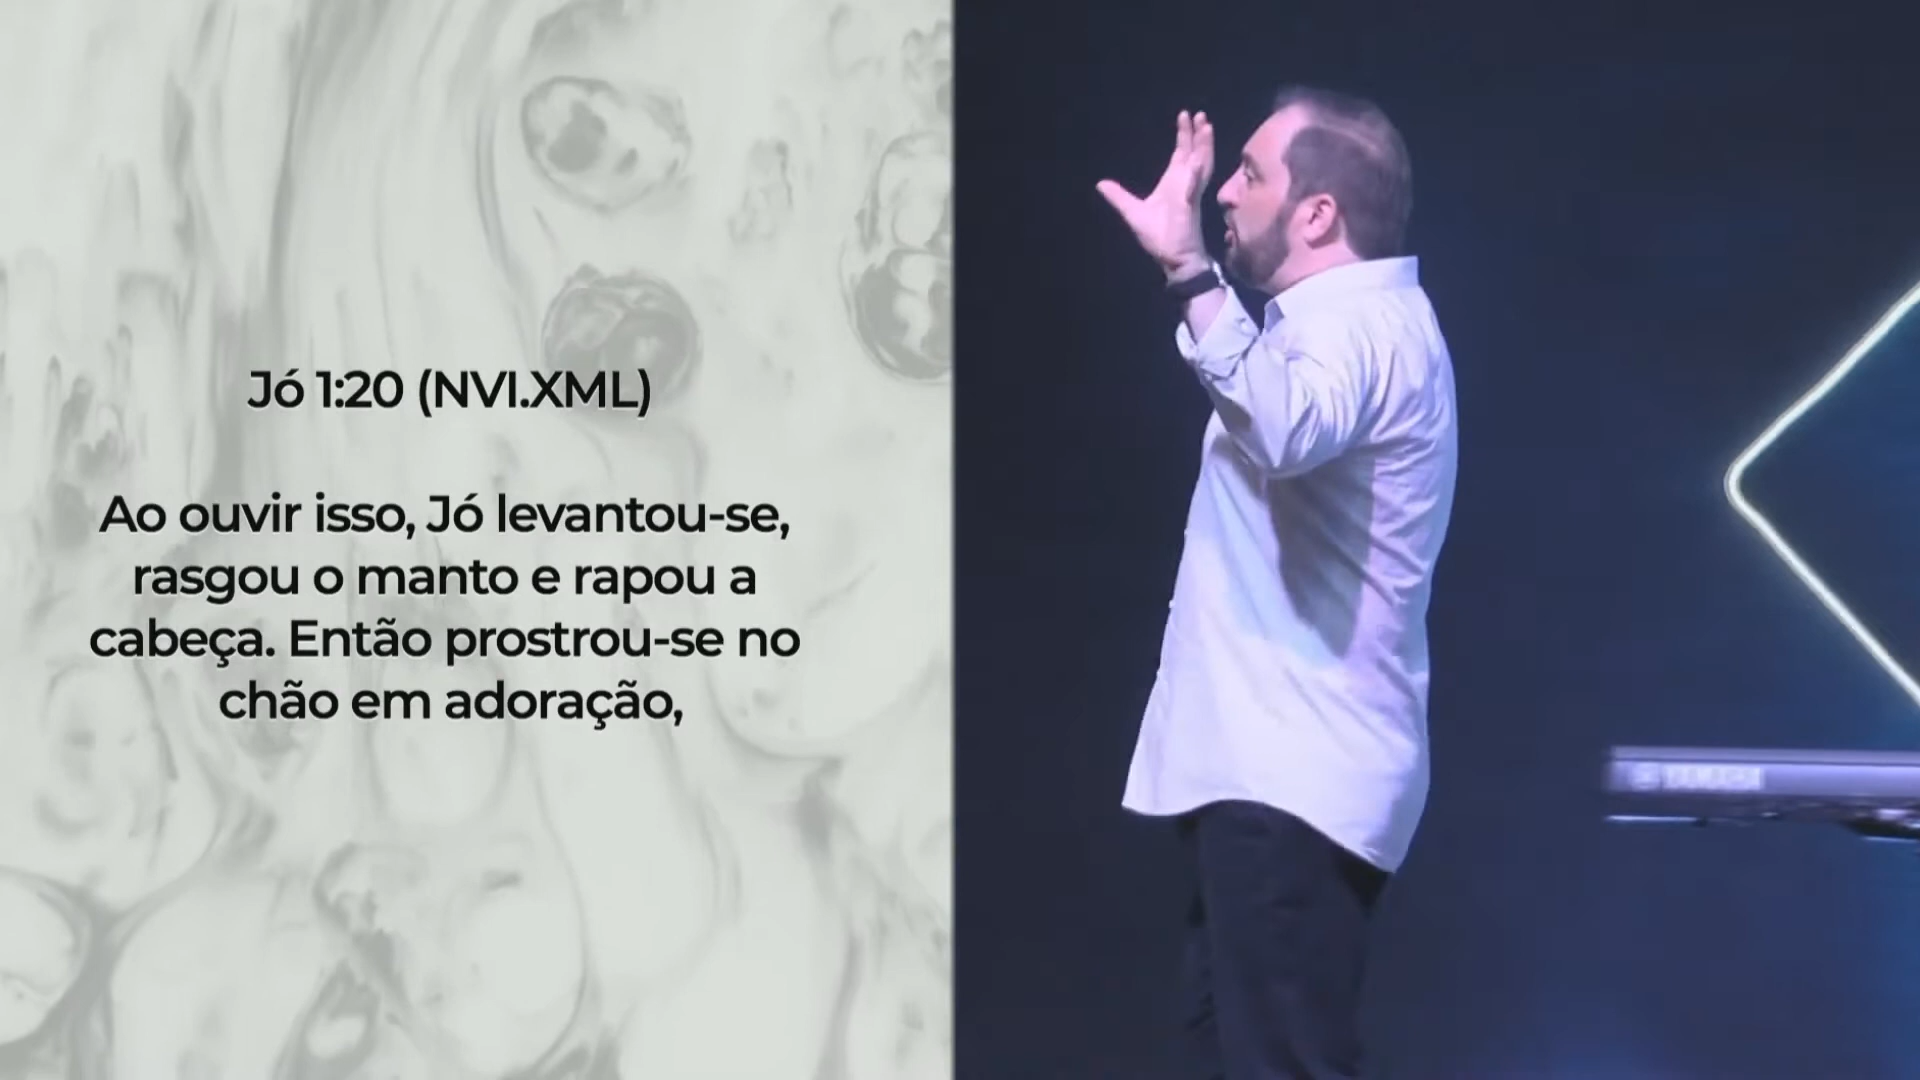 Jó 1:20 (NVI.XML)
Ao ouvir isso, Jó levantou-se,
rasgou o manto e rapou a
cabeça. Então prostrou-se no
chão em adoração,